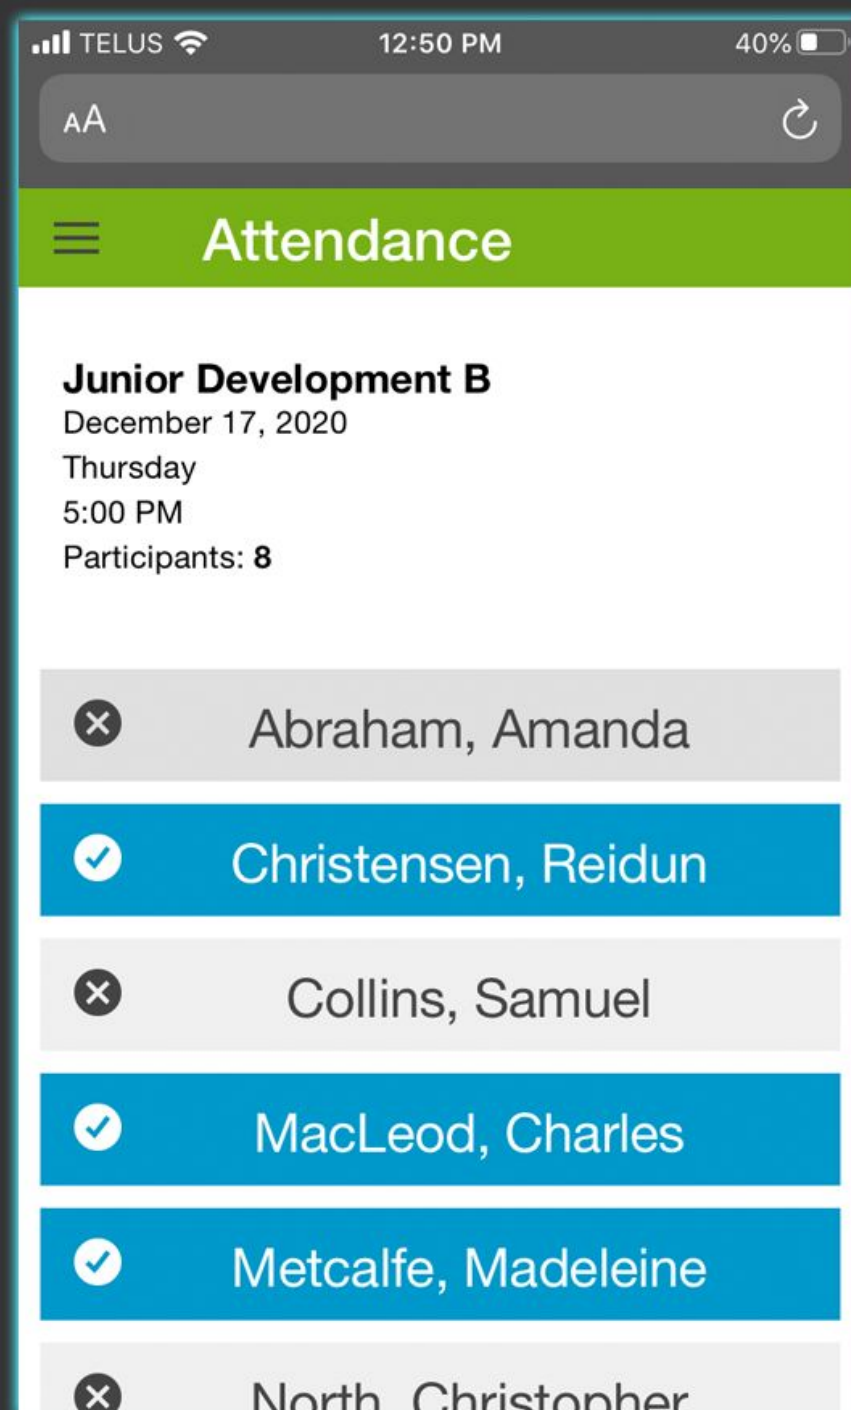 TELUS 12:50 PM 40%
AA
Attendance
Junior Development B
December 17, 2020
Thursday
5:00 PM
Participants: 8
Abraham, Amanda
Christensen, Reidun
Collins, Samuel
MacLeod, Charles
Metcalfe, Madeleine
North, Christopher